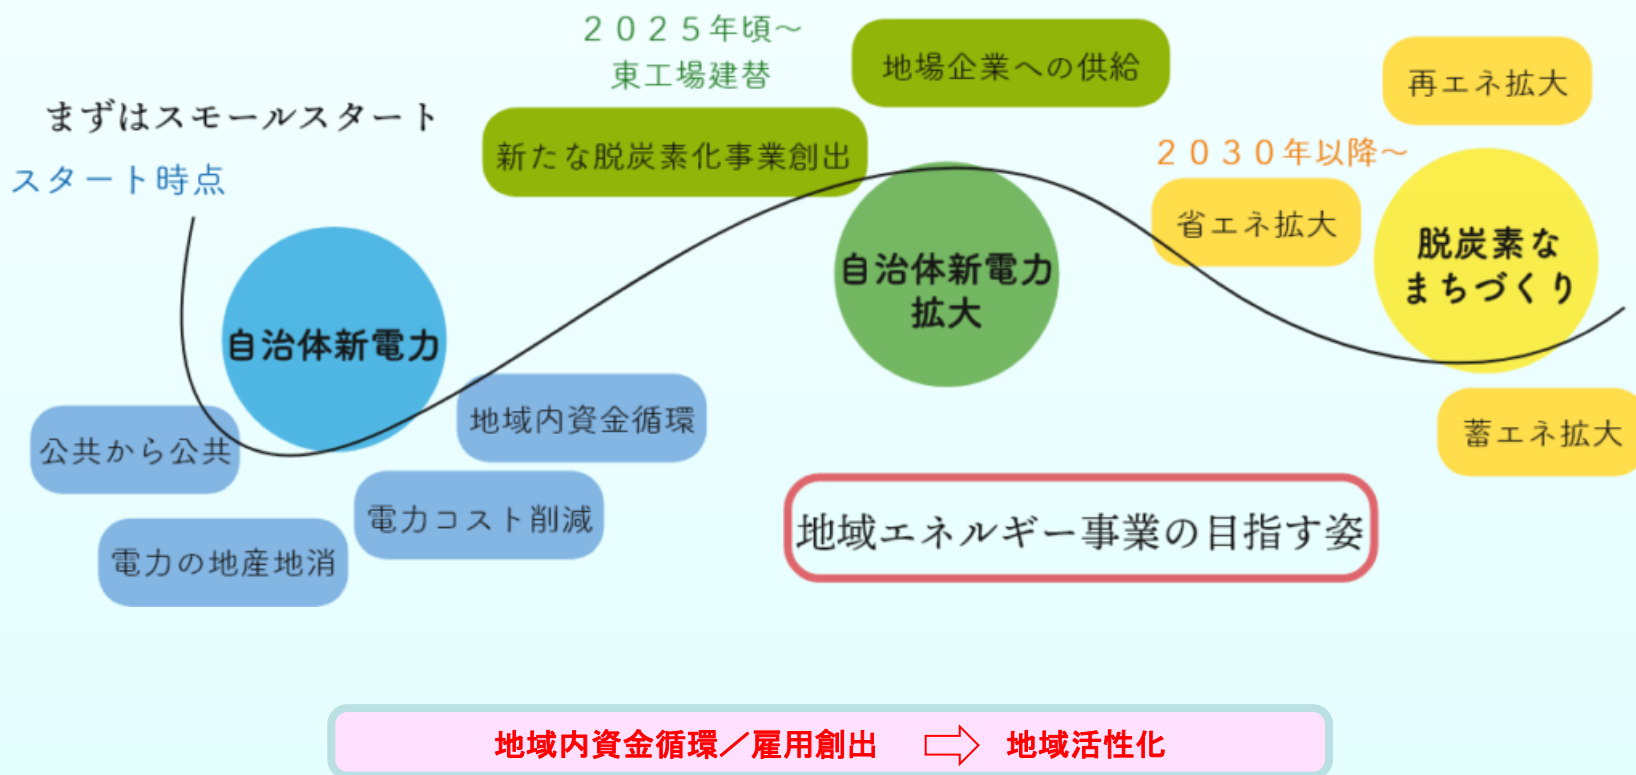 まずはスモールスタート
スタート時点
自治体新電力
公共から公共
電力の地産地消
電力コスト削減
地域内資金循環
２０２５年頃～
東工場建替
新たな脱炭素化事業創出
地場企業への供給
自治体新電力
拡大
２０３０年以降～
省エネ拡大
再エネ拡大
脱炭素な
まちづくり
蓄エネ拡大
地域エネルギー事業の目指す姿
地域内資金循環／雇用創出 ⇨ 地域活性化